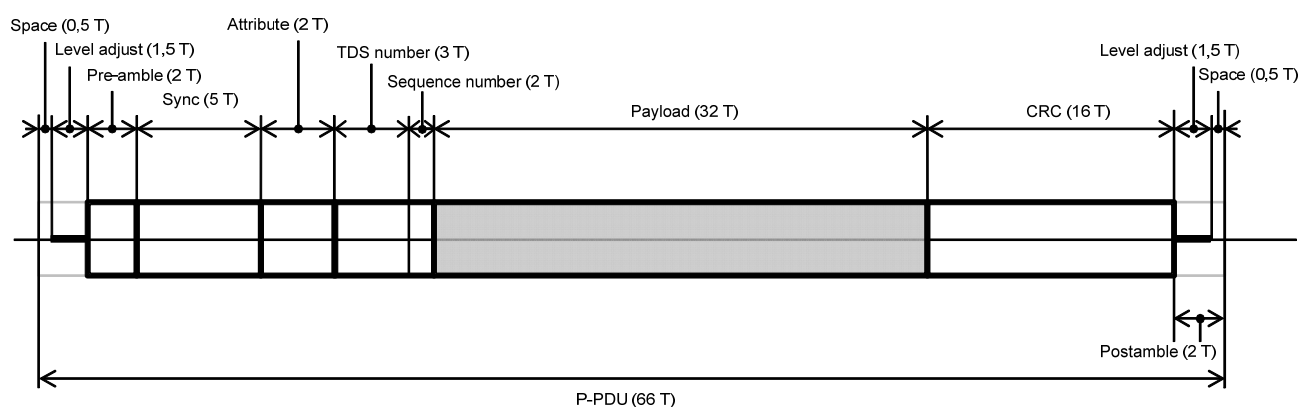 Space (0,5 T)
Level adjust (1,5 T)
Pre-amble (2 T)
Sync (5 T)
Attribute (2 T)
TDS number (3 T)
Sequence number (2 T)
Payload (32 T)
CRC (16 T)
Level adjust (1,5 T)
Space (0,5 T)
Postamble (2 T)
P-PDU (66 T)